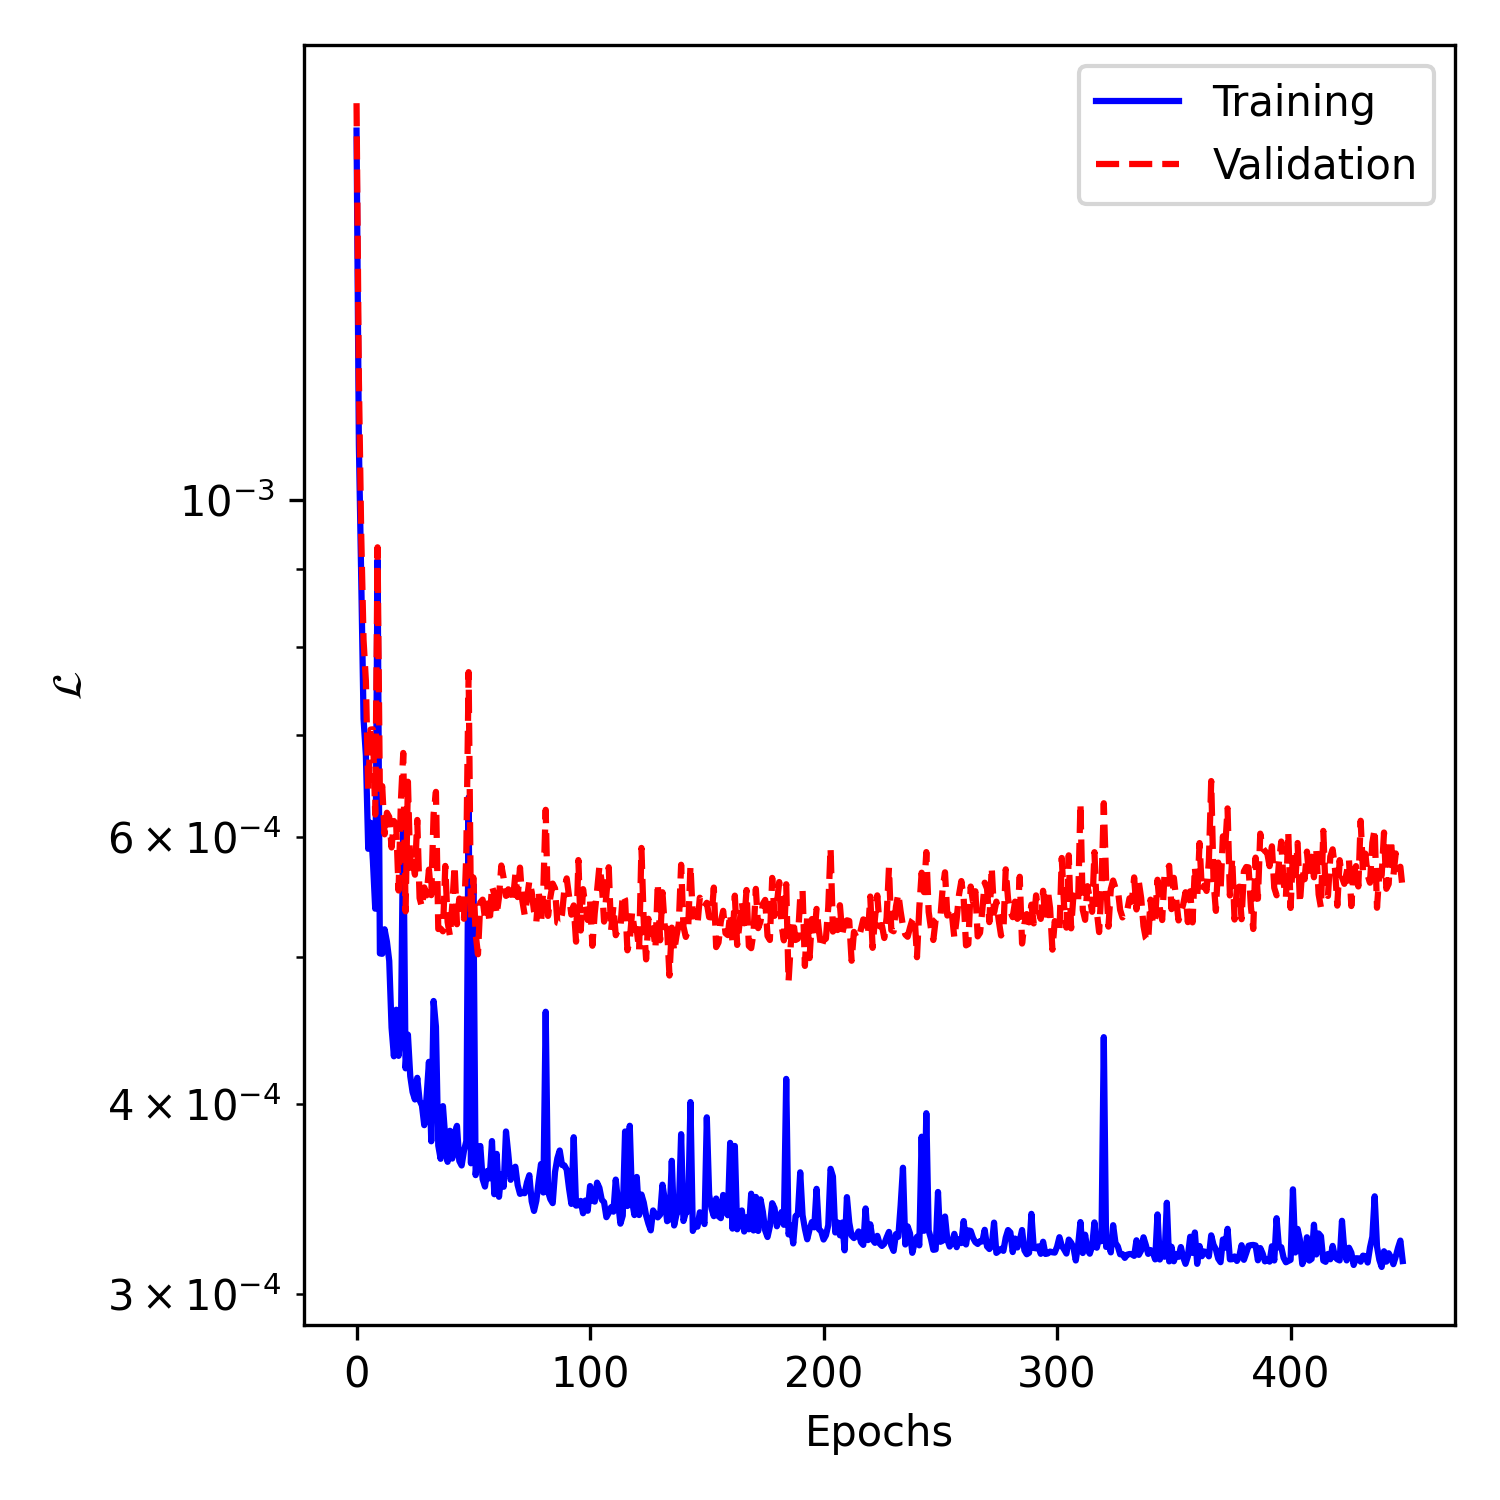 Training
Validation
10⁻³
6 × 10⁻⁴
4 × 10⁻⁴
3 × 10⁻⁴
ℒ
0 100 200 300 400
Epochs